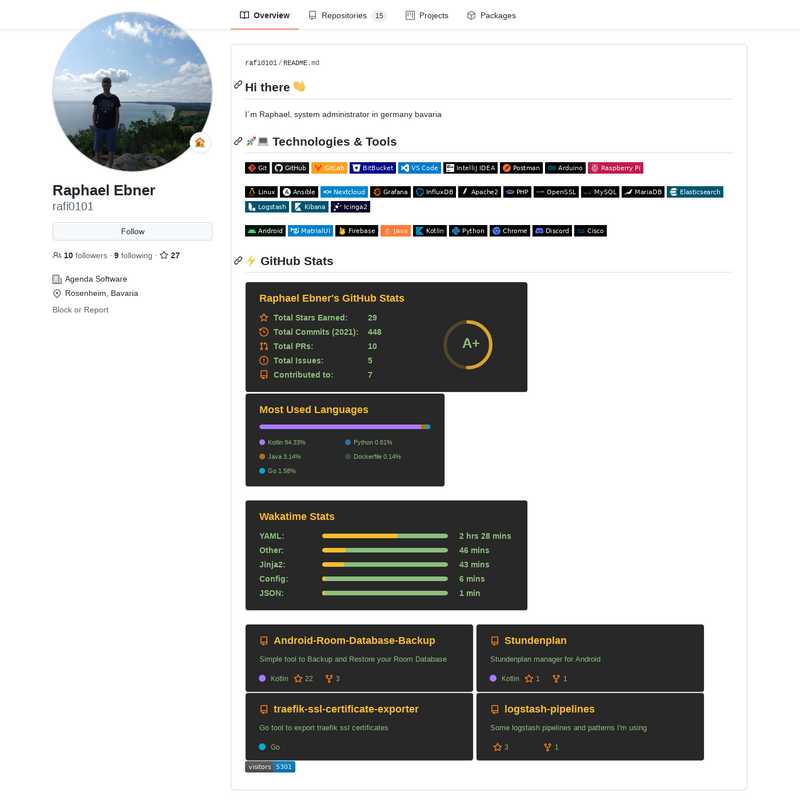 Overview
Repositories 15
Projects
Packages
Raphael Ebner
rafi0101
Follow
10 followers · 9 following · 27
Agenda Software
Rosenheim, Bavaria
Block or Report
rafi0101/README.md
Hi there 👋
I`m Raphael, system administrator in germany bavaria
🚀💻 Technologies & Tools
Git GitHub GitLab BitBucket VS Code IntelliJ IDEA Postman Arduino Raspberry Pi
Linux Ansible Nextcloud Grafana InfluxDB Apache2 PHP OpenSSL MySQL MariaDB Elasticsearch
Logstash Kibana Icinga2
Android MatrialUI Firebase Java Kotlin Python Chrome Discord Cisco
⚡ GitHub Stats
Raphael Ebner's GitHub Stats
Total Stars Earned: 29
Total Commits (2021): 448
Total PRs: 10
Total Issues: 5
Contributed to: 7
A+
Most Used Languages
Kotlin 94.33% Python 0.81%
Java 3.14% Dockerfile 0.14%
Go 1.58%
Wakatime Stats
YAML: 2 hrs 28 mins
Other: 46 mins
Jinja2: 43 mins
Config: 6 mins
JSON: 1 min
Android-Room-Database-Backup
Simple tool to Backup and Restore your Room Database
Kotlin 22 3
Stundenplan
Stundenplan manager for Android
Kotlin 1 1
traefik-ssl-certificate-exporter
Go tool to export traefik ssl certificates
Go
logstash-pipelines
Some logstash pipelines and patterns I'm using
3 1
visitors 5301